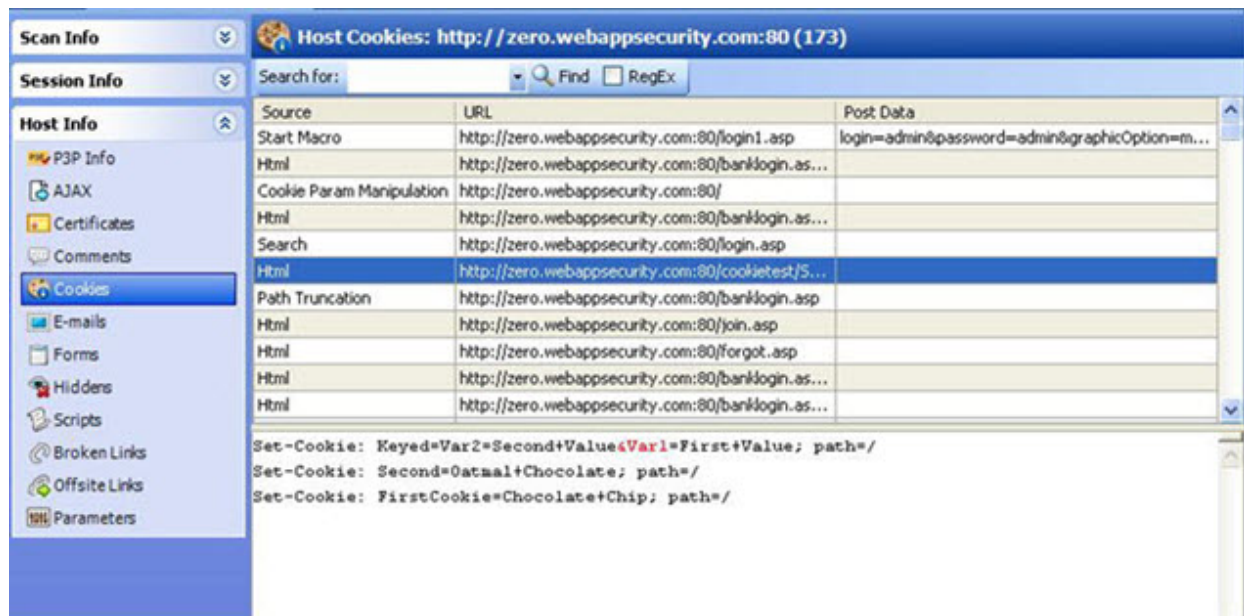 Scan Info
Session Info
Host Info
P3P Info
AJAX
Certificates
Comments
Cookies
E-mails
Forms
Hiddens
Scripts
Broken Links
Offsite Links
Parameters
Host Cookies: http://zero.webappsecurity.com:80 (173)
Search for: Find RegEx
Source URL Post Data
Start Macro http://zero.webappsecurity.com:80/login1.asp login=admin&password=admin&graphicOption=m...
Html http://zero.webappsecurity.com:80/banklogin.as...
Cookie Param Manipulation http://zero.webappsecurity.com:80/
Html http://zero.webappsecurity.com:80/banklogin.as...
Search http://zero.webappsecurity.com:80/login.asp
Html http://zero.webappsecurity.com:80/cookietest/S...
Path Truncation http://zero.webappsecurity.com:80/banklogin.asp
Html http://zero.webappsecurity.com:80/join.asp
Html http://zero.webappsecurity.com:80/forgot.asp
Html http://zero.webappsecurity.com:80/banklogin.as...
Html http://zero.webappsecurity.com:80/banklogin.as...
Set-Cookie: Keyed=Var2=Second+Value&Var1=First+Value; path=/
Set-Cookie: Second=Oatmal+Chocolate; path=/
Set-Cookie: FirstCookie=Chocolate+Chip; path=/